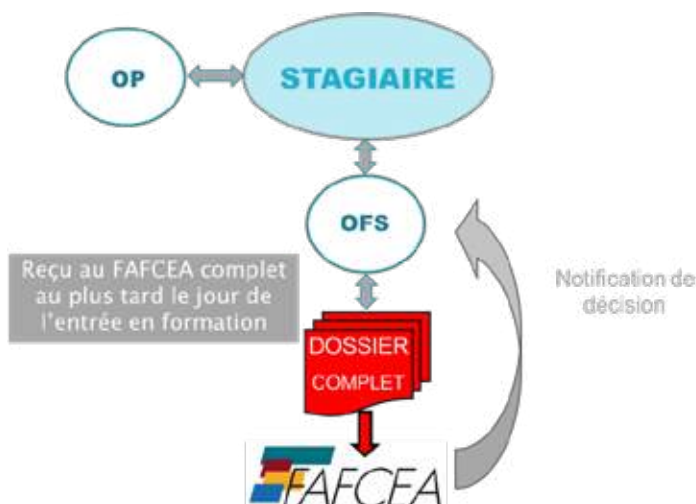 OP
STAGIAIRE
OFS
Reçu au FAFCEA complet
au plus tard le jour de
l'entrée en formation
Notification de
décision
DOSSIER
COMPLET
FAFCEA